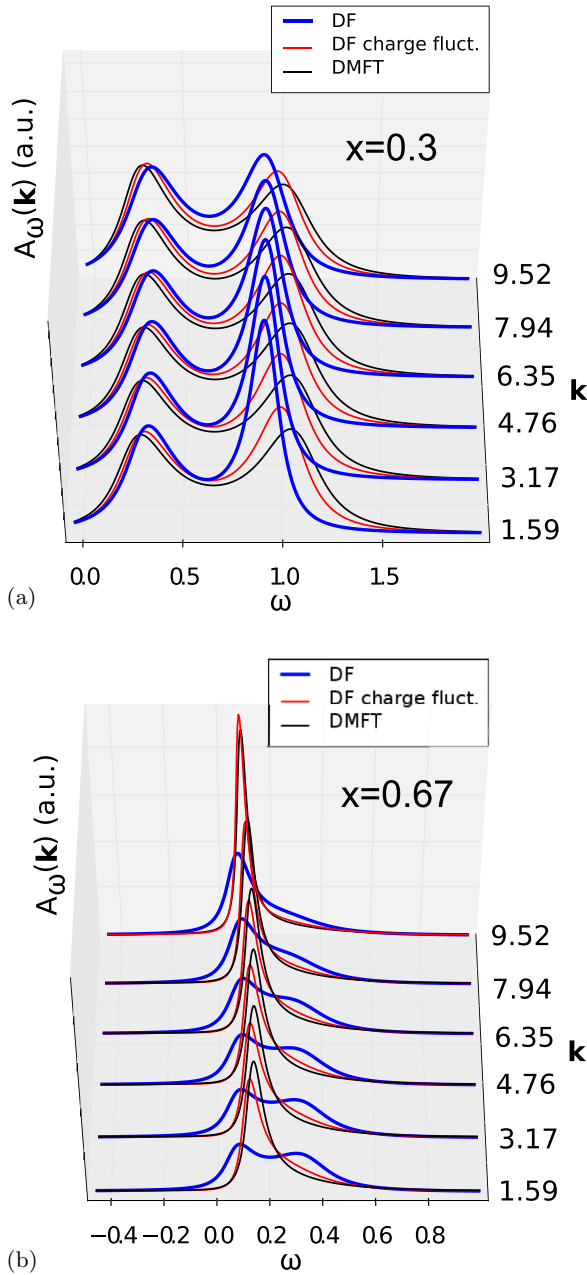 DF
DF charge fluct.
DMFT
x=0.3
Aω(k) (a.u.)
9.52
7.94
6.35
k
4.76
3.17
1.59
0.0 0.5 1.0 1.5
ω
(a)
DF
DF charge fluct.
DMFT
x=0.67
Aω(k) (a.u.)
9.52
7.94
6.35
k
4.76
3.17
1.59
−0.4 −0.2 0.0 0.2 0.4 0.6 0.8
ω
(b)